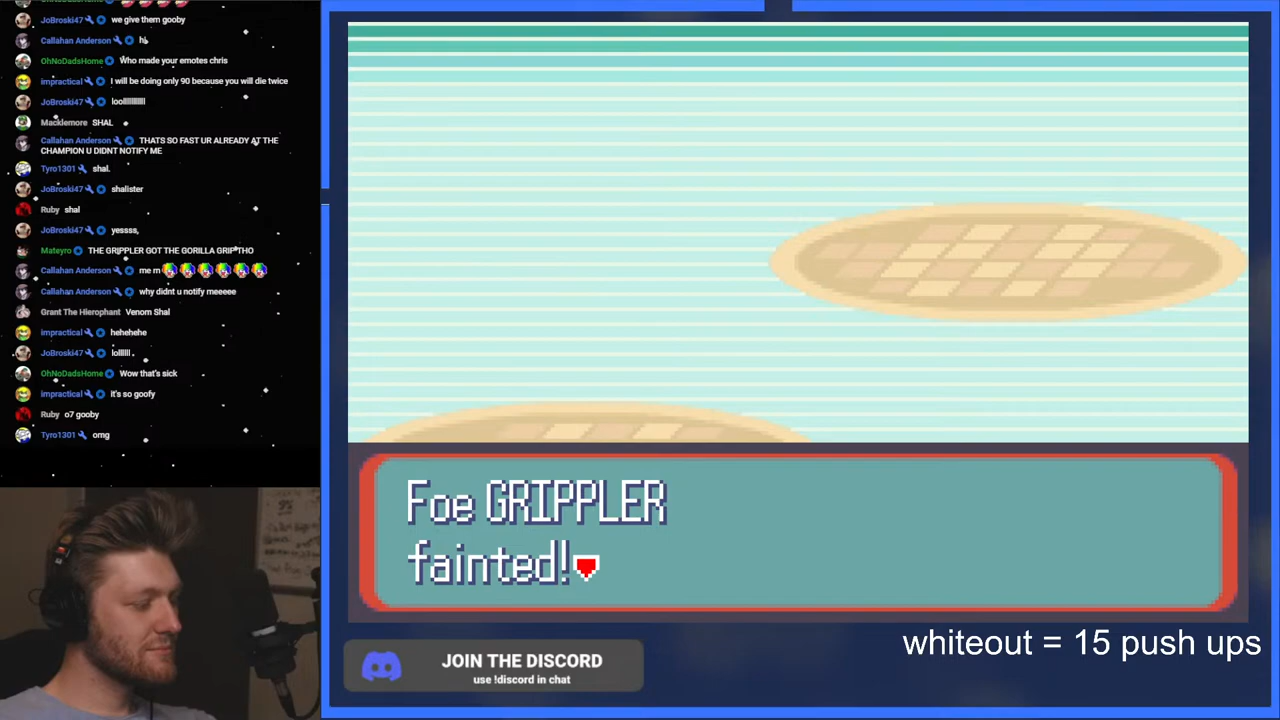 JoBroski47 we give them gooby
Callahan Anderson hi,
OhNoDadsHome Who made your emotes chris
impractical I will be doing only 90 because you will die twice
JoBroski47 loolllllllllll
Macklemore SHAL
Callahan Anderson THATS SO FAST UR ALREADY AT THE
CHAMPION U DIDNT NOTIFY ME
Tyro1301 shal.
JoBroski47 shalister
Ruby shal
JoBroski47 yessss,
Mateyro THE GRIPPLER GOT THE GORILLA GRIP THO
Callahan Anderson me m
Callahan Anderson why didnt u notify meeeee
Grant The Hierophant Venom Shal
impractical hehehehe
JoBroski47 lolllllll
OhNoDadsHome Wow that's sick
impractical It's so goofy
Ruby o7 gooby
Tyro1301 omg
Foe GRIPPLER
fainted!
whiteout = 15 push ups
JOIN THE DISCORD
use !discord in chat